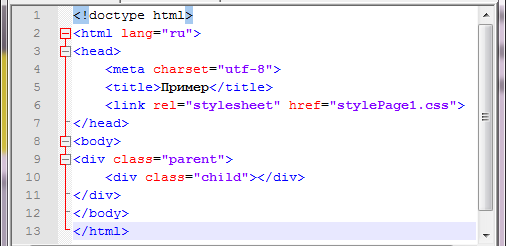 1 <!doctype html>
2 <html lang="ru">
3 <head>
4 <meta charset="utf-8">
5 <title>Пример</title>
6 <link rel="stylesheet" href="stylePage1.css">
7 </head>
8 <body>
9 <div class="parent">
10 <div class="child"></div>
11 </div>
12 </body>
13 </html>